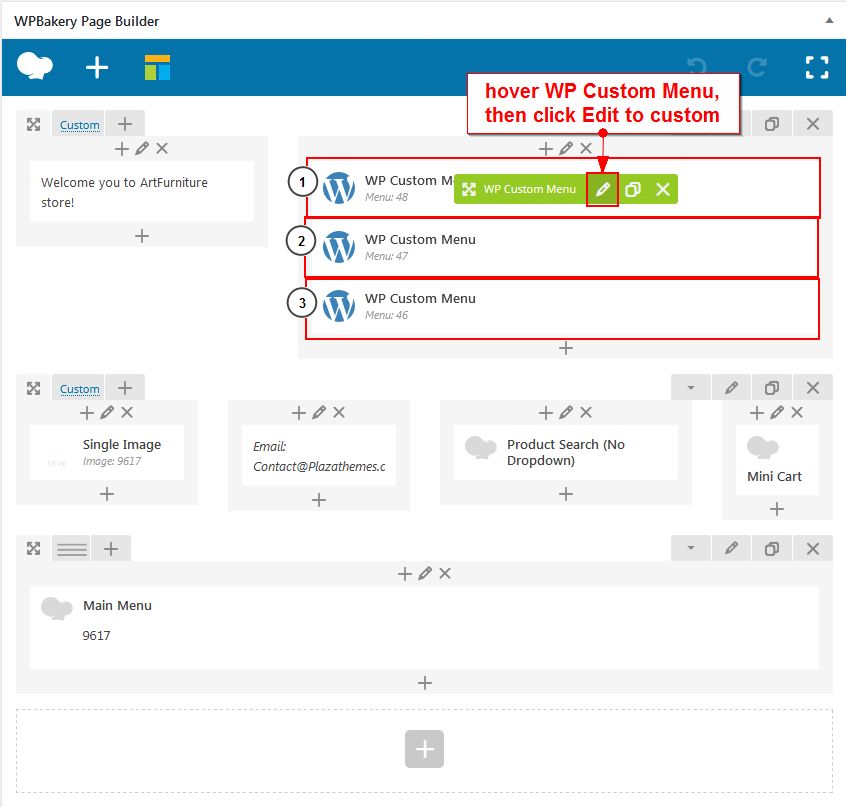 WPBakery Page Builder
hover WP Custom Menu,
then click Edit to custom
Custom
Welcome you to ArtFurniture
store!
1
WP Custom M
Menu: 48
WP Custom Menu
2
WP Custom Menu
Menu: 47
3
WP Custom Menu
Menu: 46
Custom
Single Image
Image: 9617
Email:
Contact@Plazathemes.c
Product Search (No
Dropdown)
Mini Cart
Main Menu
9617